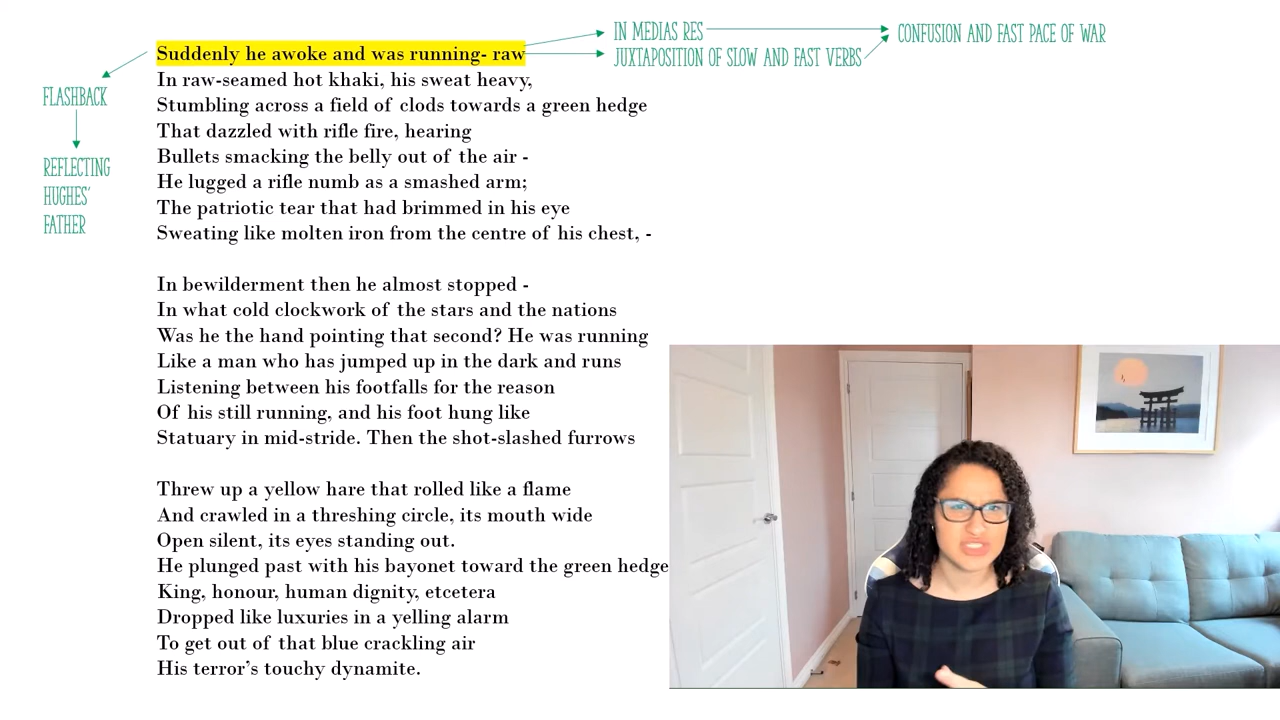 IN MEDIAS RES
CONFUSION AND FAST PACE OF WAR
JUXTAPOSITION OF SLOW AND FAST VERBS
FLASHBACK
REFLECTING
HUGHES'
FATHER
Suddenly he awoke and was running- raw
In raw-seamed hot khaki, his sweat heavy,
Stumbling across a field of clods towards a green hedge
That dazzled with rifle fire, hearing
Bullets smacking the belly out of the air -
He lugged a rifle numb as a smashed arm;
The patriotic tear that had brimmed in his eye
Sweating like molten iron from the centre of his chest, -
In bewilderment then he almost stopped -
In what cold clockwork of the stars and the nations
Was he the hand pointing that second? He was running
Like a man who has jumped up in the dark and runs
Listening between his footfalls for the reason
Of his still running, and his foot hung like
Statuary in mid-stride. Then the shot-slashed furrows
Threw up a yellow hare that rolled like a flame
And crawled in a threshing circle, its mouth wide
Open silent, its eyes standing out.
He plunged past with his bayonet toward the green hedge
King, honour, human dignity, etcetera
Dropped like luxuries in a yelling alarm
To get out of that blue crackling air
His terror's touchy dynamite.